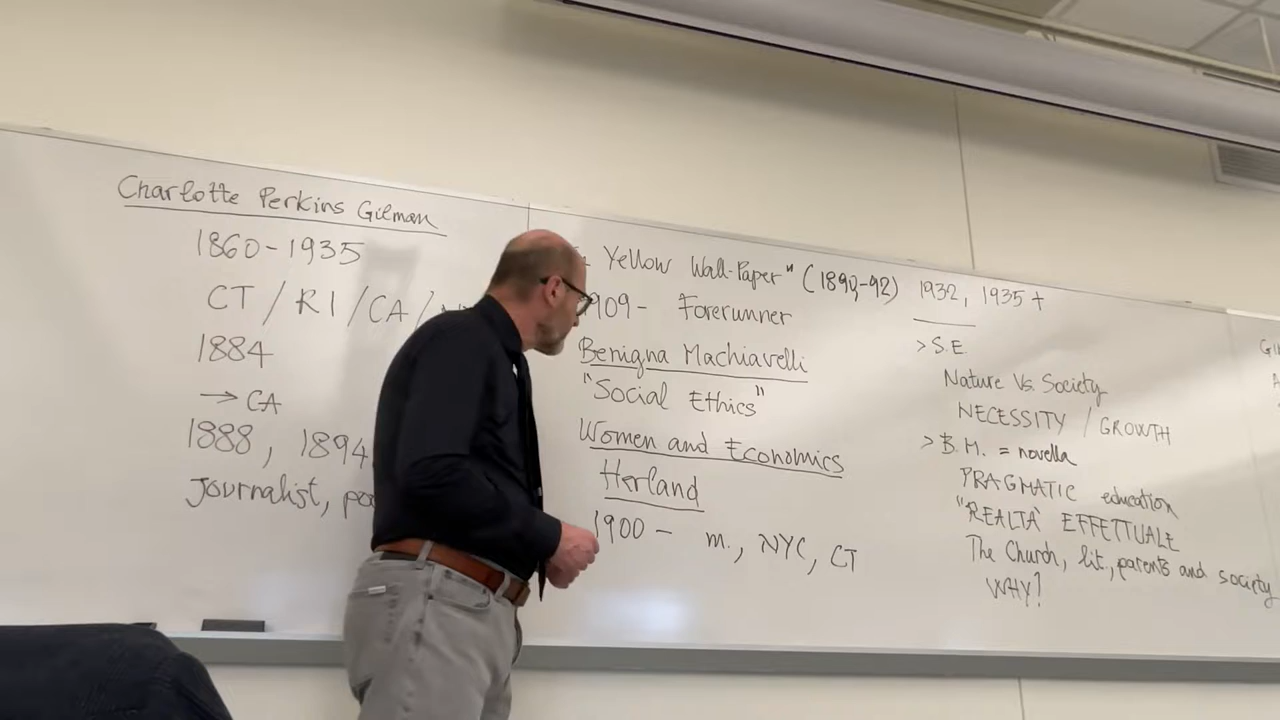 Charlotte Perkins Gilman
1860-1935
CT / RI / CA /
1884
→ CA
1888, 1894
Journalist,
Yellow Wall-Paper" (1890,-92)
909- Forerunner
Benigna Machiavelli
"Social Ethics"
Women and Economics
Herland
1900 - m., NYC, CT
1932, 1935 +
> S.E.
Nature Vs. Society
NECESSITY / GROWTH
> B.M. = novella
PRAGMATIC education
"REALTA' EFFETTUALE
The Church, lit., parents and society
WHY?